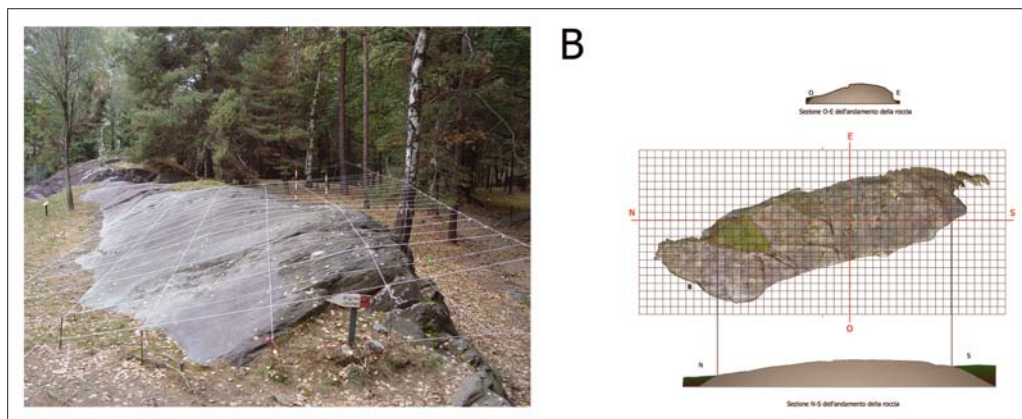 B
O E
Sezione O-E dell'andamento della roccia
E
N S
B
O
N S
Sezione N-S dell'andamento della roccia